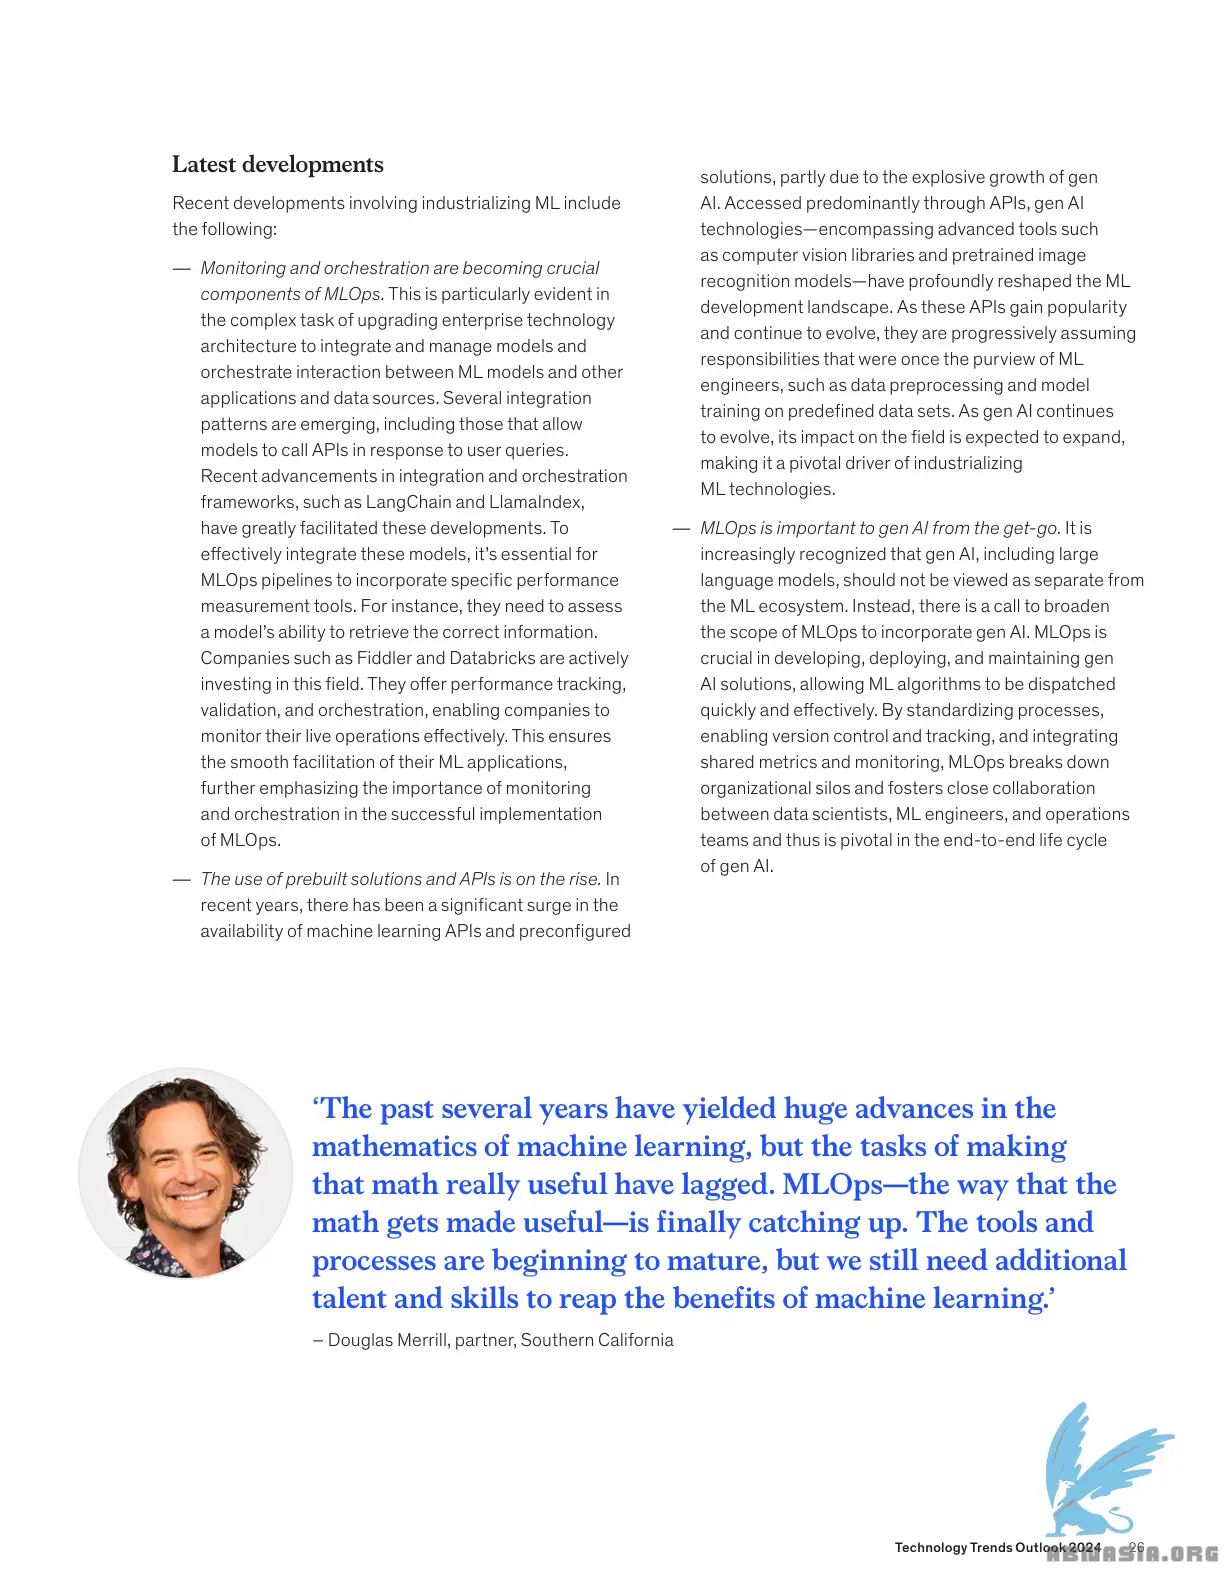 Latest developments
Recent developments involving industrializing ML include
the following:
— Monitoring and orchestration are becoming crucial
components of MLOps. This is particularly evident in
the complex task of upgrading enterprise technology
architecture to integrate and manage models and
orchestrate interaction between ML models and other
applications and data sources. Several integration
patterns are emerging, including those that allow
models to call APIs in response to user queries.
Recent advancements in integration and orchestration
frameworks, such as LangChain and LlamaIndex,
have greatly facilitated these developments. To
effectively integrate these models, it’s essential for
MLOps pipelines to incorporate specific performance
measurement tools. For instance, they need to assess
a model’s ability to retrieve the correct information.
Companies such as Fiddler and Databricks are actively
investing in this field. They offer performance tracking,
validation, and orchestration, enabling companies to
monitor their live operations effectively. This ensures
the smooth facilitation of their ML applications,
further emphasizing the importance of monitoring
and orchestration in the successful implementation
of MLOps.
— The use of prebuilt solutions and APIs is on the rise. In
recent years, there has been a significant surge in the
availability of machine learning APIs and preconfigured
solutions, partly due to the explosive growth of gen
AI. Accessed predominantly through APIs, gen AI
technologies—encompassing advanced tools such
as computer vision libraries and pretrained image
recognition models—have profoundly reshaped the ML
development landscape. As these APIs gain popularity
and continue to evolve, they are progressively assuming
responsibilities that were once the purview of ML
engineers, such as data preprocessing and model
training on predefined data sets. As gen AI continues
to evolve, its impact on the field is expected to expand,
making it a pivotal driver of industrializing
ML technologies.
— MLOps is important to gen AI from the get-go. It is
increasingly recognized that gen AI, including large
language models, should not be viewed as separate from
the ML ecosystem. Instead, there is a call to broaden
the scope of MLOps to incorporate gen AI. MLOps is
crucial in developing, deploying, and maintaining gen
AI solutions, allowing ML algorithms to be dispatched
quickly and effectively. By standardizing processes,
enabling version control and tracking, and integrating
shared metrics and monitoring, MLOps breaks down
organizational silos and fosters close collaboration
between data scientists, ML engineers, and operations
teams and thus is pivotal in the end-to-end life cycle
of gen AI.
‘The past several years have yielded huge advances in the
mathematics of machine learning, but the tasks of making
that math really useful have lagged. MLOps—the way that the
math gets made useful—is finally catching up. The tools and
processes are beginning to mature, but we still need additional
talent and skills to reap the benefits of machine learning.’
– Douglas Merrill, partner, Southern California
Technology Trends Outlook 2024 26
ABWASIA.ORG